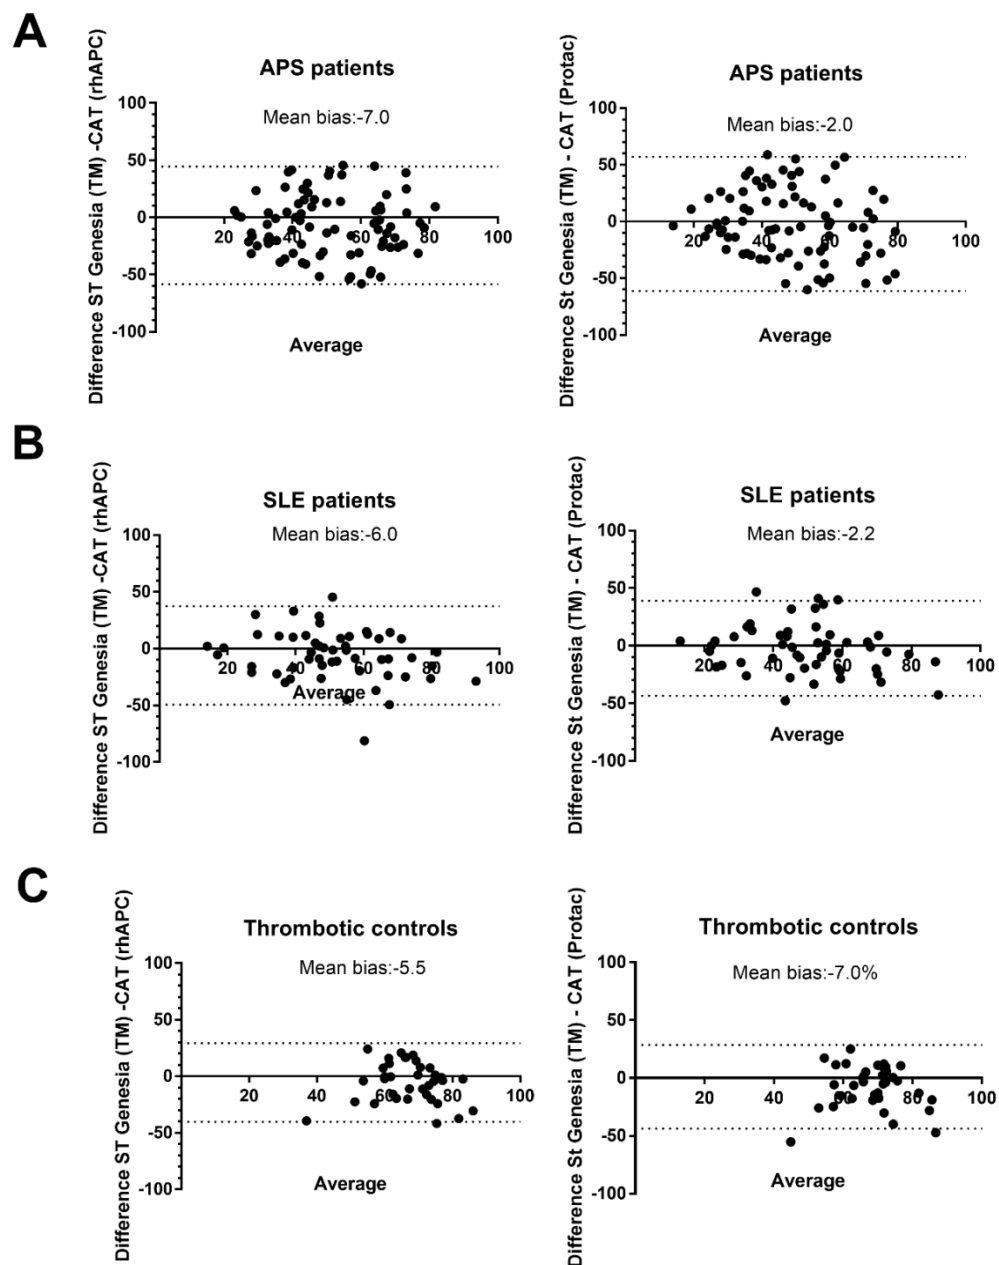 A
APS patients
Mean bias:-7.0
Difference ST Genesia (TM) -CAT (rhAPC)
100
50
0
-50
-100
20
40
60
80
100
Average
APS patients
Mean bias:-2.0
Difference St Genesia (TM) - CAT (Protac)
100
50
0
-50
-100
20
40
60
80
100
Average
B
SLE patients
Mean bias:-6.0
Difference ST Genesia (TM) -CAT (rhAPC)
100
50
0
-50
-100
20
40
60
80
100
Average
SLE patients
Mean bias:-2.2
Difference St Genesia (TM) - CAT (Protac)
100
50
0
-50
-100
20
40
60
80
100
Average
C
Thrombotic controls
Mean bias:-5.5
Difference ST Genesia (TM) -CAT (rhAPC)
100
50
0
-50
-100
20
40
60
80
100
Average
Thrombotic controls
Mean bias:-7.0%
Difference St Genesia (TM) - CAT (Protac)
100
50
0
-50
-100
20
40
60
80
100
Average